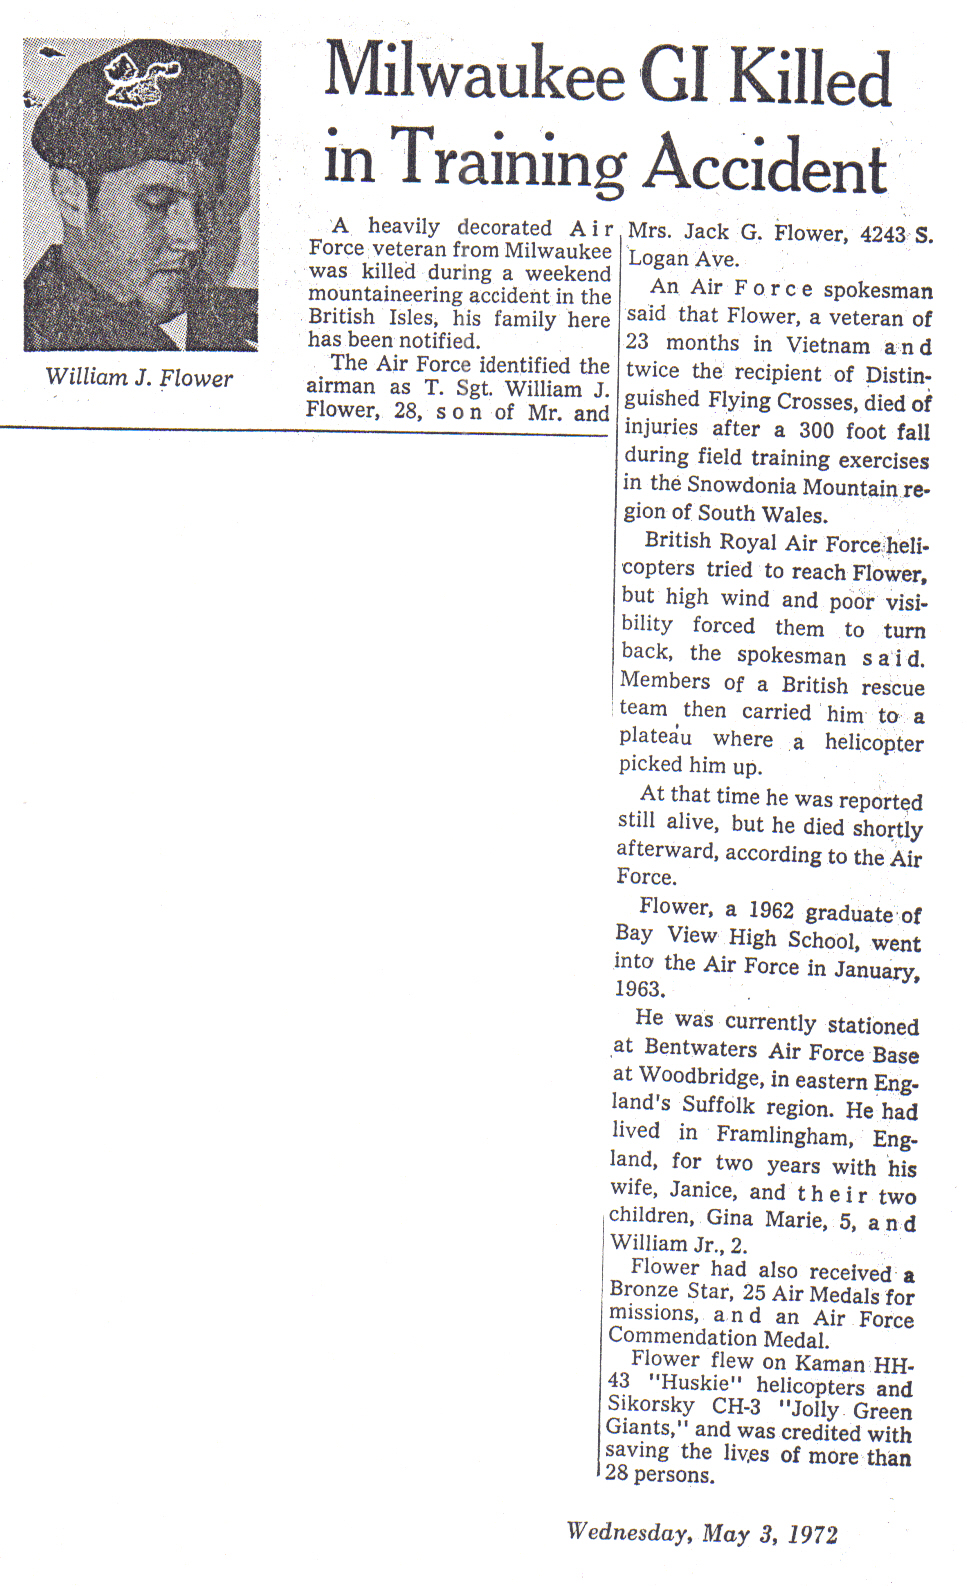 Milwaukee GI Killed
in Training Accident
William J. Flower
A heavily decorated Air
Force veteran from Milwaukee
was killed during a weekend
mountaineering accident in the
British Isles, his family here
has been notified.
The Air Force identified the
airman as T. Sgt. William J.
Flower, 28, son of Mr. and
Mrs. Jack G. Flower, 4243 S.
Logan Ave.
An Air Force spokesman
said that Flower, a veteran of
23 months in Vietnam and
twice the recipient of Distin-
guished Flying Crosses, died of
injuries after a 300 foot fall
during field training exercises
in the Snowdonia Mountain re-
gion of South Wales.
British Royal Air Force heli-
copters tried to reach Flower,
but high wind and poor visi-
bility forced them to turn
back, the spokesman said.
Members of a British rescue
team then carried him to a
plateau where a helicopter
picked him up.
At that time he was reported
still alive, but he died shortly
afterward, according to the Air
Force.
Flower, a 1962 graduate of
Bay View High School, went
into the Air Force in January,
1963.
He was currently stationed
at Bentwaters Air Force Base
at Woodbridge, in eastern Eng-
land's Suffolk region. He had
lived in Framlingham, Eng-
land, for two years with his
wife, Janice, and their two
children, Gina Marie, 5, and
William Jr., 2.
Flower had also received a
Bronze Star, 25 Air Medals for
missions, and an Air Force
Commendation Medal.
Flower flew on Kaman HH-
43 "Huskie" helicopters and
Sikorsky CH-3 "Jolly Green
Giants," and was credited with
saving the lives of more than
28 persons.
Wednesday, May 3, 1972